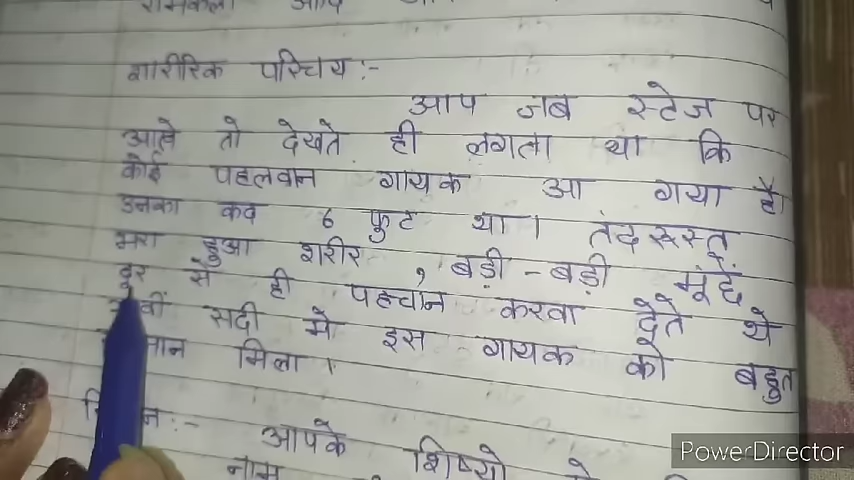 शारीरिक परिचय :-
आप जब स्टेज पर
आते तो देखते ही लगता था कि
कोई पहलवान गायक आ गया है।
उनका कद 6 फुट था। तंदरूस्त
भरा हुआ शरीर, बड़ी-बड़ी मूंछें
दूर से ही पहचान करवा देते थे
सदी में इस गायक को बहुत
मिला।
आपके शिष्यो
नाम
PowerDirector